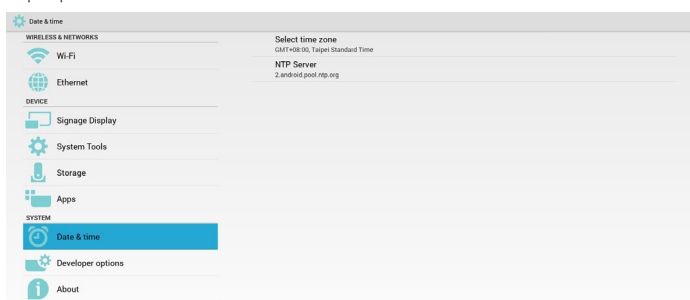 Date & time
WIRELESS & NETWORKS
Wi-Fi
Ethernet
DEVICE
Signage Display
System Tools
Storage
Apps
SYSTEM
Date & time
Developer options
About
Select time zone
GMT+08:00, Taipei Standard Time
NTP Server
2.android.pool.ntp.org